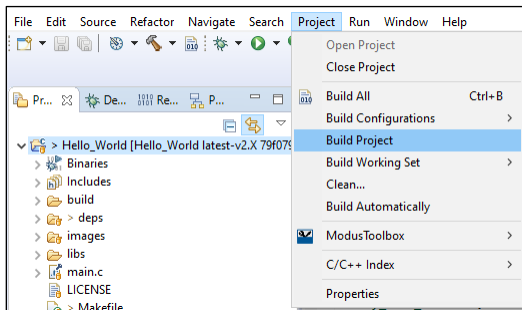 File Edit Source Refactor Navigate Search Project Run Window Help
Open Project
Close Project
Pr... De... Re... P...
Build All Ctrl+B
Build Configurations
> Hello_World [Hello_World latest-v2.X 79f079
Build Project
Binaries
Build Working Set
Includes
Clean...
build
Build Automatically
> deps
images
ModusToolbox
libs
main.c
C/C++ Index
LICENSE
Properties
> Makefile